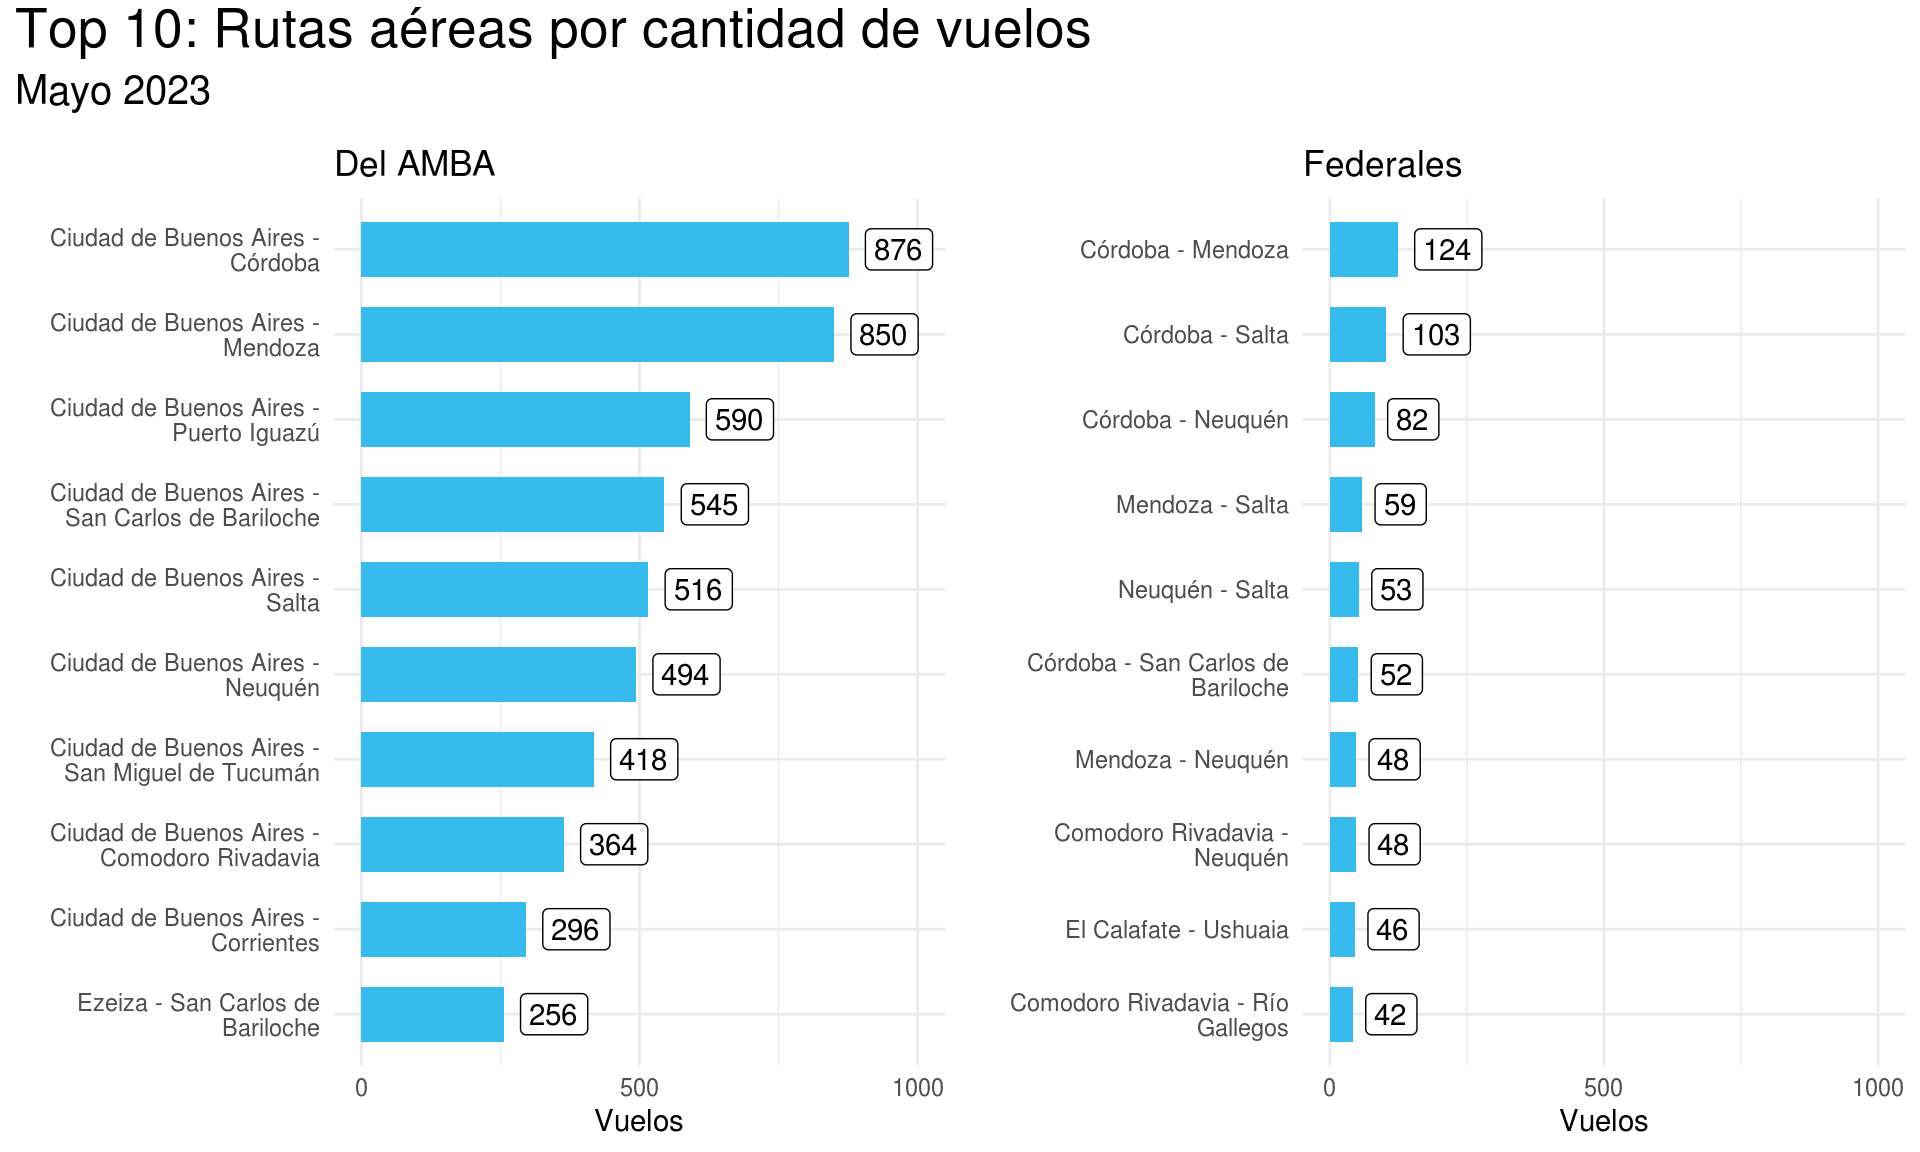 Top 10: Rutas aéreas por cantidad de vuelos
Mayo 2023
Del AMBA
Ciudad de Buenos Aires -
Córdoba
876
Ciudad de Buenos Aires -
Mendoza
850
Ciudad de Buenos Aires -
Puerto Iguazú
590
Ciudad de Buenos Aires -
San Carlos de Bariloche
545
Ciudad de Buenos Aires -
Salta
516
Ciudad de Buenos Aires -
Neuquén
494
Ciudad de Buenos Aires -
San Miguel de Tucumán
418
Ciudad de Buenos Aires -
Comodoro Rivadavia
364
Ciudad de Buenos Aires -
Corrientes
296
Ezeiza - San Carlos de
Bariloche
256
0 500 1000
Vuelos
Federales
Córdoba - Mendoza
124
Córdoba - Salta
103
Córdoba - Neuquén
82
Mendoza - Salta
59
Neuquén - Salta
53
Córdoba - San Carlos de
Bariloche
52
Mendoza - Neuquén
48
Comodoro Rivadavia -
Neuquén
48
El Calafate - Ushuaia
46
Comodoro Rivadavia - Río
Gallegos
42
0 500 1000
Vuelos